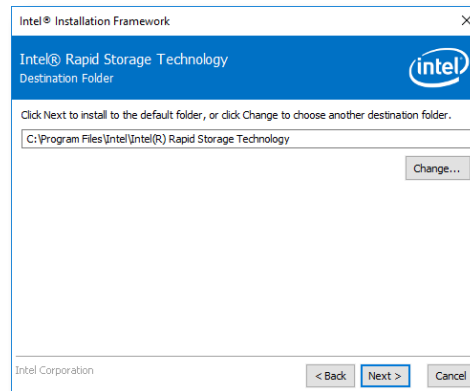 Intel® Installation Framework
Intel® Rapid Storage Technology
Destination Folder
intel
Click Next to install to the default folder, or click Change to choose another destination folder.
C:\Program Files\Intel\Intel(R) Rapid Storage Technology
Change...
Intel Corporation
< Back
Next >
Cancel